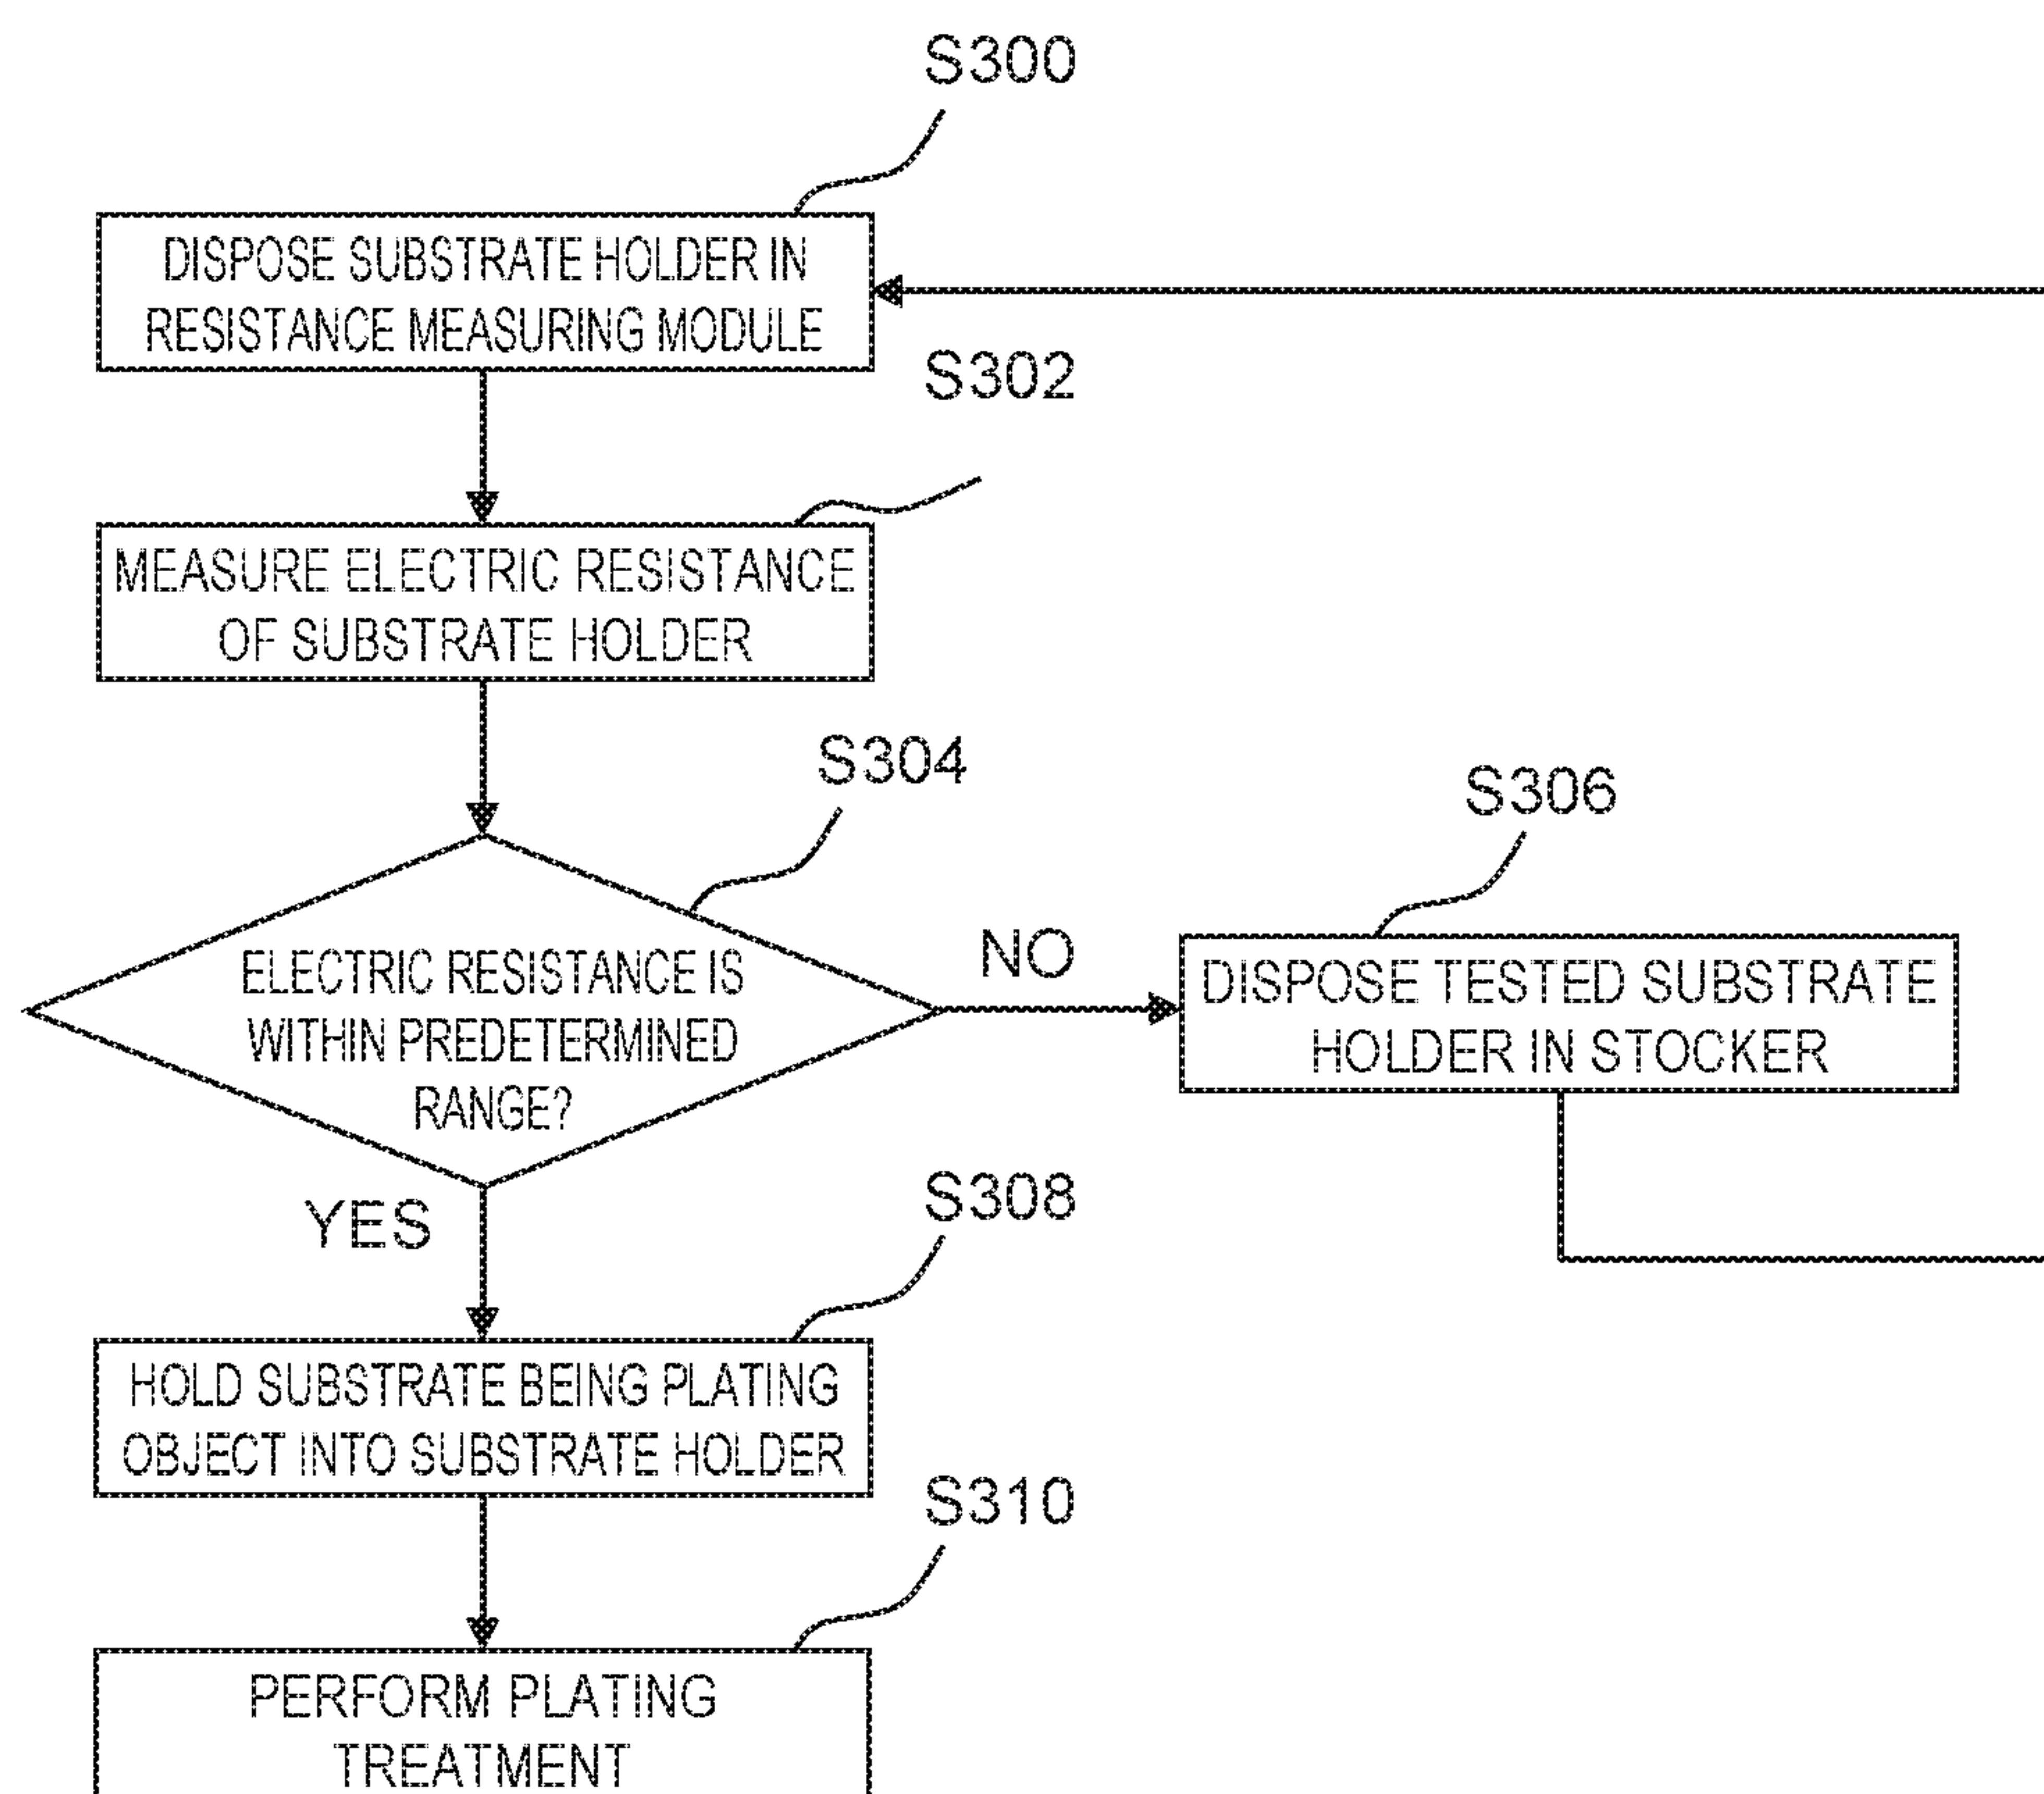 S300
DISPOSE SUBSTRATE HOLDER IN
RESISTANCE MEASURING MODULE
S302
MEASURE ELECTRIC RESISTANCE
OF SUBSTRATE HOLDER
S304
ELECTRIC RESISTANCE IS
WITHIN PREDETERMINED
RANGE?
NO
S306
DISPOSE TESTED SUBSTRATE
HOLDER IN STOCKER
YES
S308
HOLD SUBSTRATE BEING PLATING
OBJECT INTO SUBSTRATE HOLDER
S310
PERFORM PLATING
TREATMENT